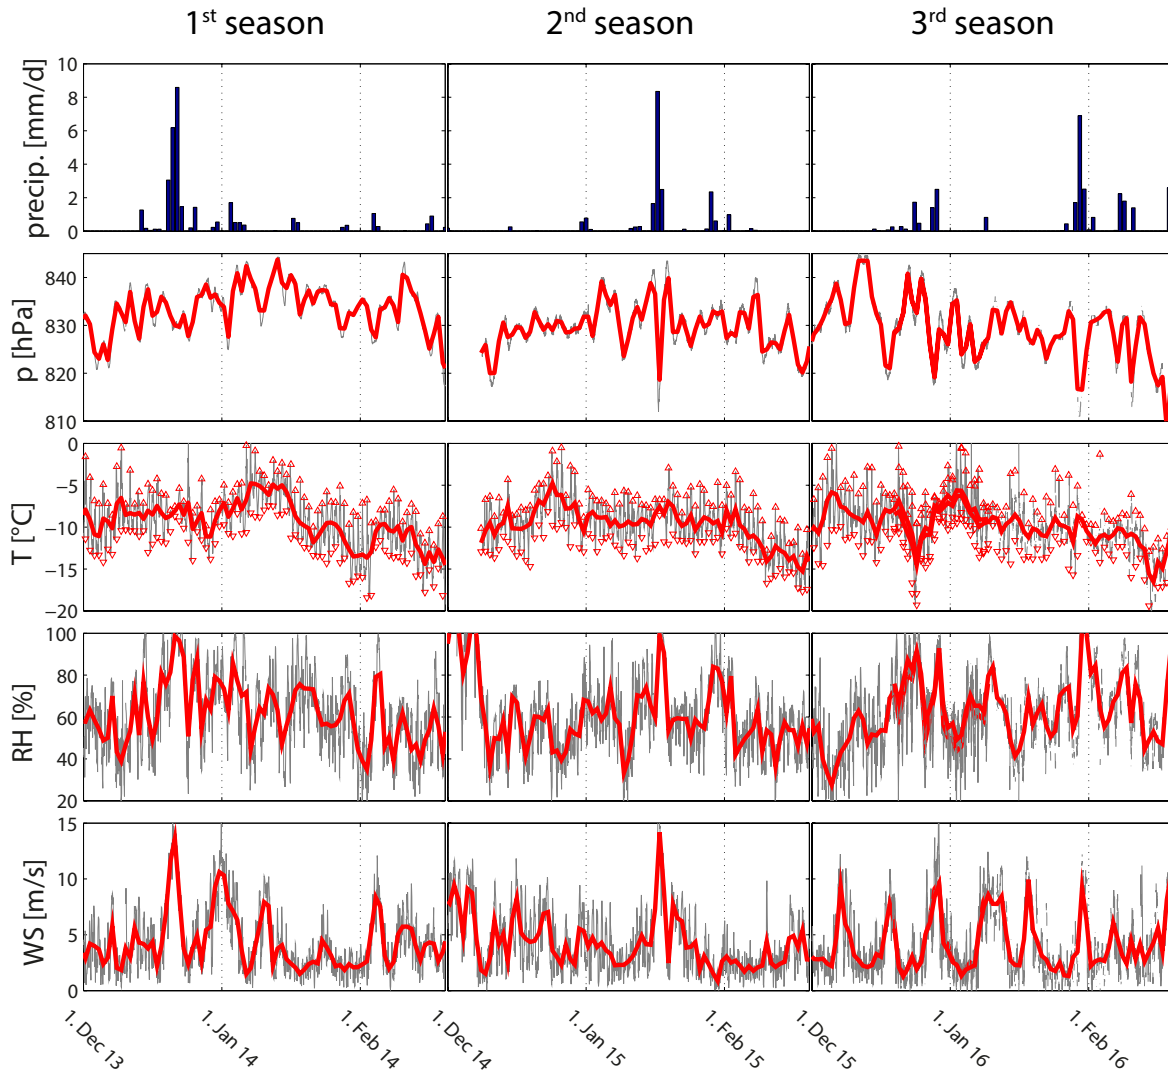 1st season 2nd season 3rd season
precip. [mm/d]
10
8
6
4
2
0
p [hPa]
840
830
820
810
T [°C]
0
−5
−10
−15
−20
RH [%]
100
80
60
40
20
WS [m/s]
15
10
5
0
1. Dec 13
1. Jan 14
1. Feb 14
1. Dec 14
1. Jan 15
1. Feb 15
1. Dec 15
1. Jan 16
1. Feb 16